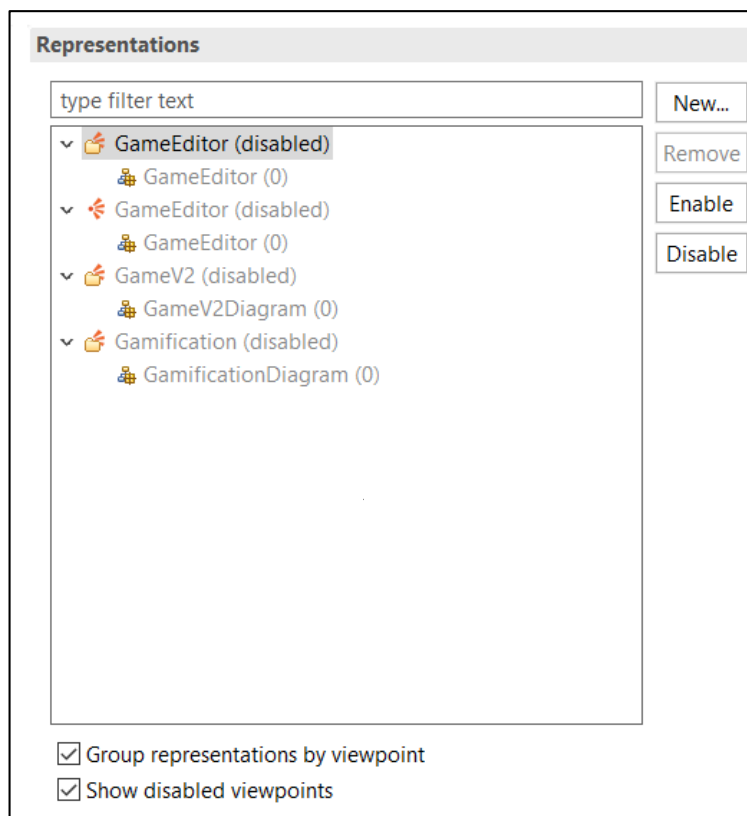 Representations
type filter text
New...
GameEditor (disabled)
Remove
GameEditor (0)
GameEditor (disabled)
Enable
GameEditor (0)
Disable
GameV2 (disabled)
GameV2Diagram (0)
Gamification (disabled)
GamificationDiagram (0)
Group representations by viewpoint
Show disabled viewpoints